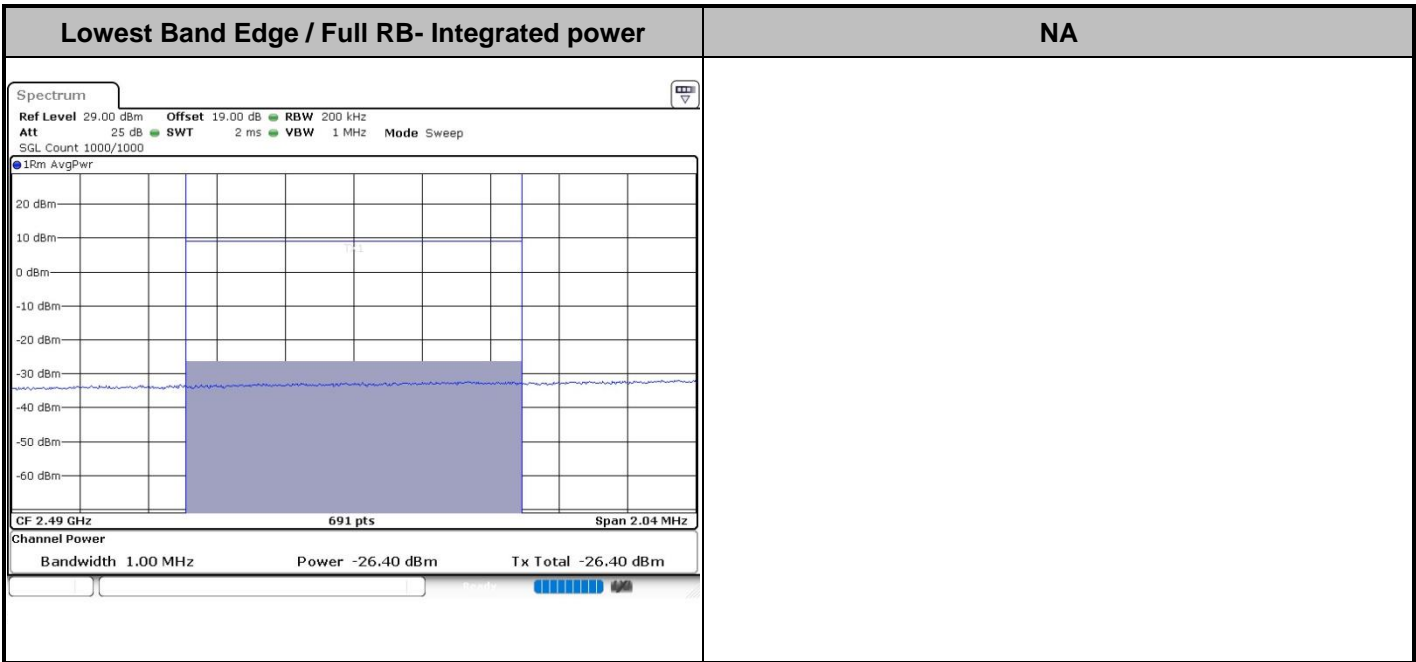 Lowest Band Edge / Full RB- Integrated power
NA
Spectrum
Ref Level 29.00 dBm Offset 19.00 dB RBW 200 kHz
Att 25 dB SWT 2 ms VBW 1 MHz Mode Sweep
SGL Count 1000/1000
1Rm AvgPwr
20 dBm
10 dBm
0 dBm
-10 dBm
-20 dBm
-30 dBm
-40 dBm
-50 dBm
-60 dBm
CF 2.49 GHz 691 pts Span 2.04 MHz
Channel Power
Bandwidth 1.00 MHz Power -26.40 dBm Tx Total -26.40 dBm